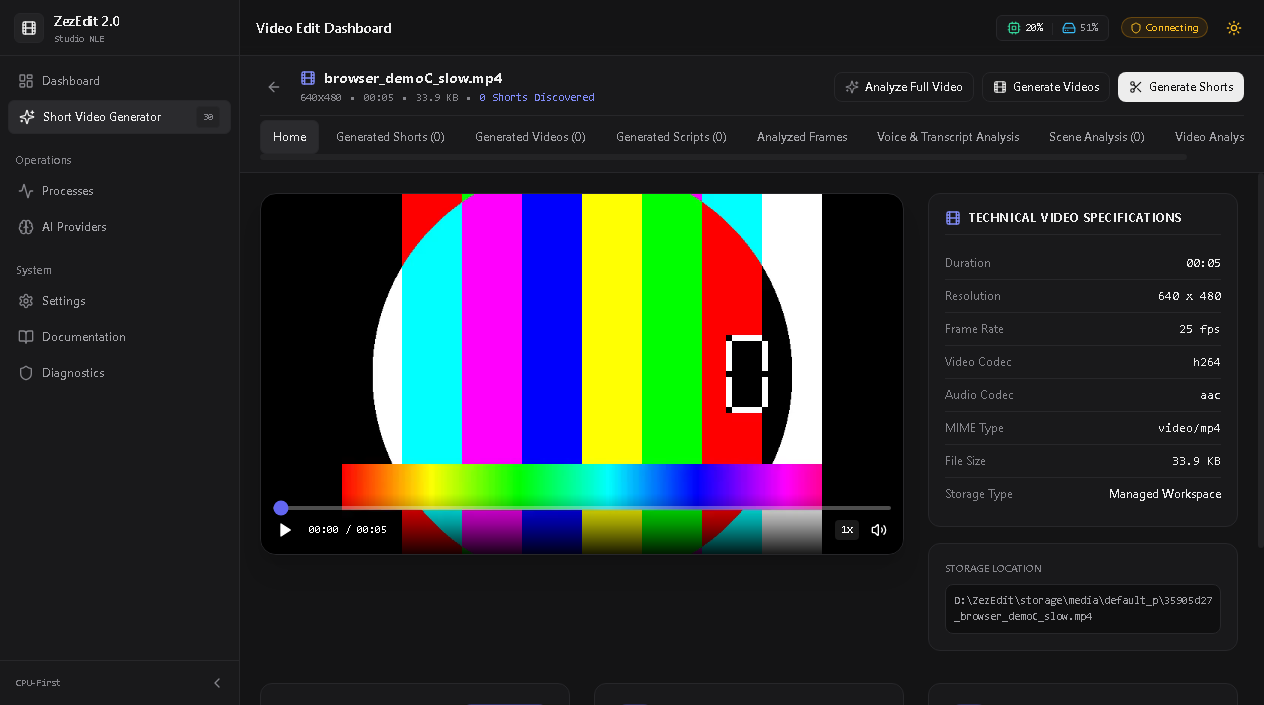 ZezEdit 2.0
Studio NLE
Dashboard
Short Video Generator 30
Operations
Processes
AI Providers
System
Settings
Documentation
Diagnostics
CPU-First
Video Edit Dashboard
20% 51% Connecting
browser_demoC_slow.mp4
640x480 • 00:05 • 33.9 KB • 0 Shorts Discovered
Analyze Full Video Generate Videos Generate Shorts
Home Generated Shorts (0) Generated Videos (0) Generated Scripts (0) Analyzed Frames Voice & Transcript Analysis Scene Analysis (0) Video Analys
0
00:00 / 00:05 1x
TECHNICAL VIDEO SPECIFICATIONS
Duration 00:05
Resolution 640 x 480
Frame Rate 25 fps
Video Codec h264
Audio Codec aac
MIME Type video/mp4
File Size 33.9 KB
Storage Type Managed Workspace
STORAGE LOCATION
D:\ZezEdit\storage\media\default_p\35905d27
_browser_demoC_slow.mp4